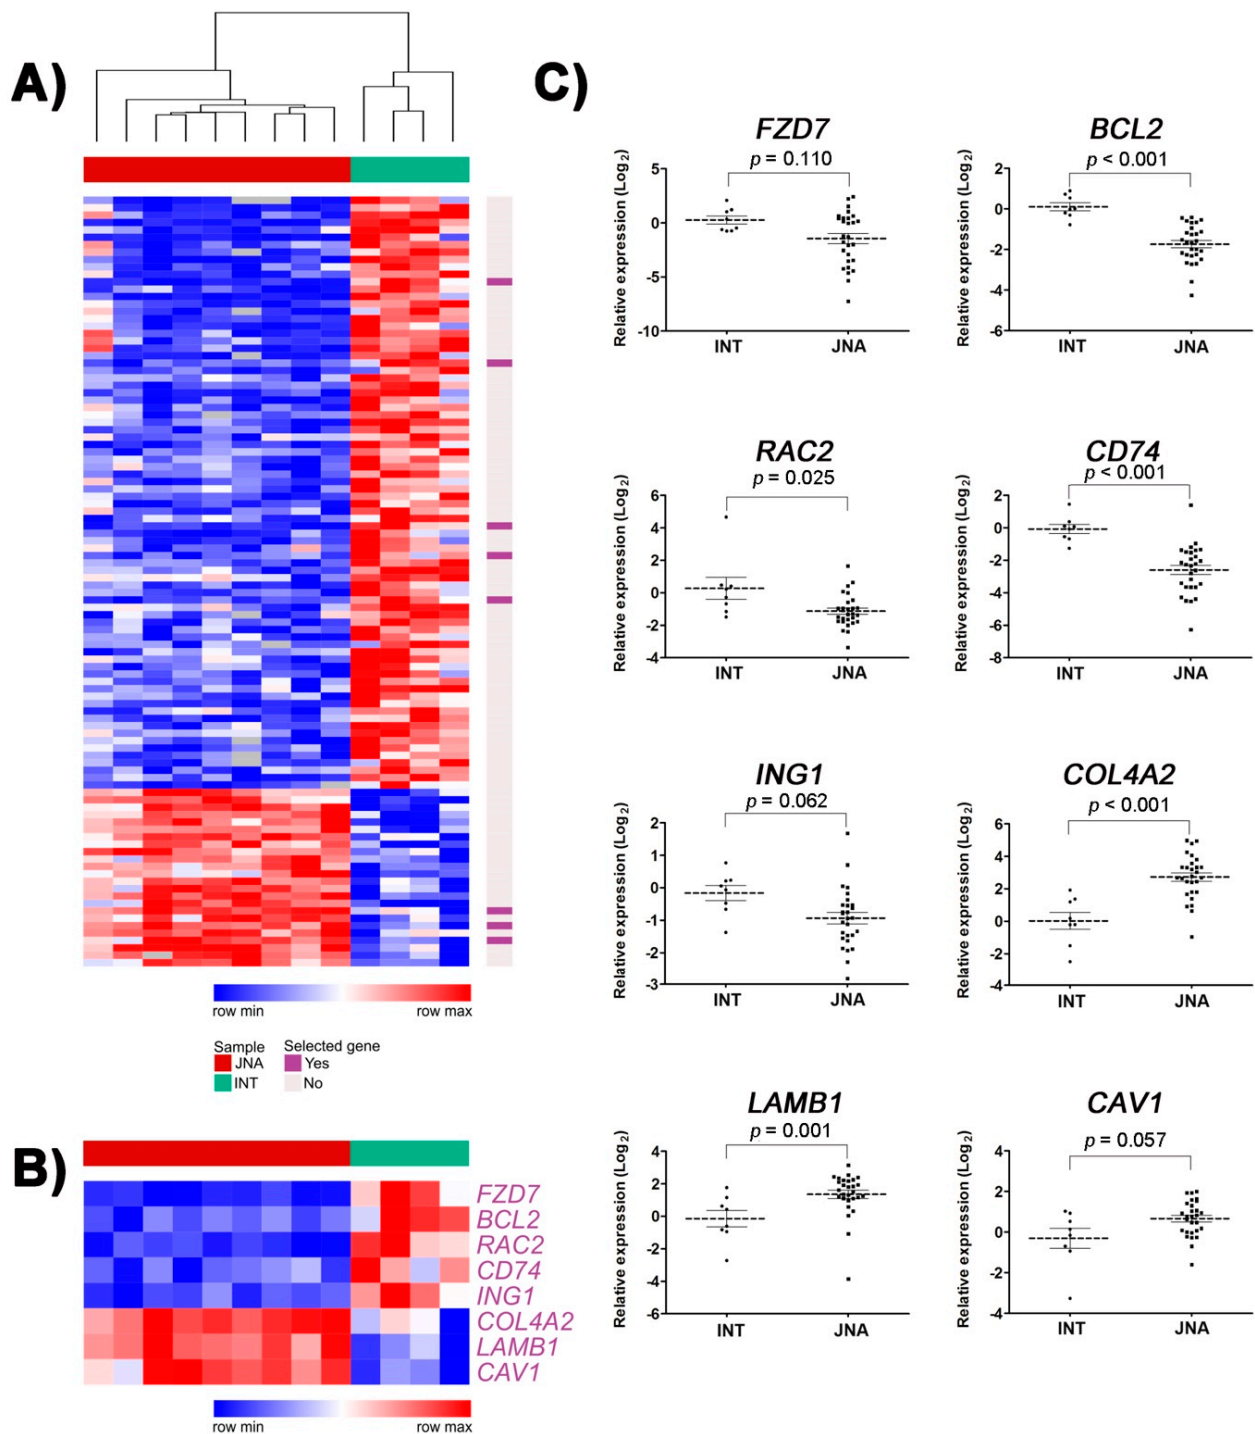 A)
row min
row max
Sample
Selected gene
JNA
Yes
INT
No
B)
FZD7
BCL2
RAC2
CD74
ING1
COL4A2
LAMB1
CAV1
row min
row max
C)
FZD7
p = 0.110
Relative expression (Log2)
5
0
-5
-10
INT
JNA
BCL2
p < 0.001
Relative expression (Log2)
2
0
-2
-4
-6
INT
JNA
RAC2
p = 0.025
Relative expression (Log2)
6
4
2
0
-2
-4
INT
JNA
CD74
p < 0.001
Relative expression (Log2)
2
0
-2
-4
-6
-8
INT
JNA
ING1
p = 0.062
Relative expression (Log2)
2
1
0
-1
-2
-3
INT
JNA
COL4A2
p < 0.001
Relative expression (Log2)
6
4
2
0
-2
-4
INT
JNA
LAMB1
p = 0.001
Relative expression (Log2)
4
2
0
-2
-4
-6
INT
JNA
CAV1
p = 0.057
Relative expression (Log2)
4
2
0
-2
-4
INT
JNA